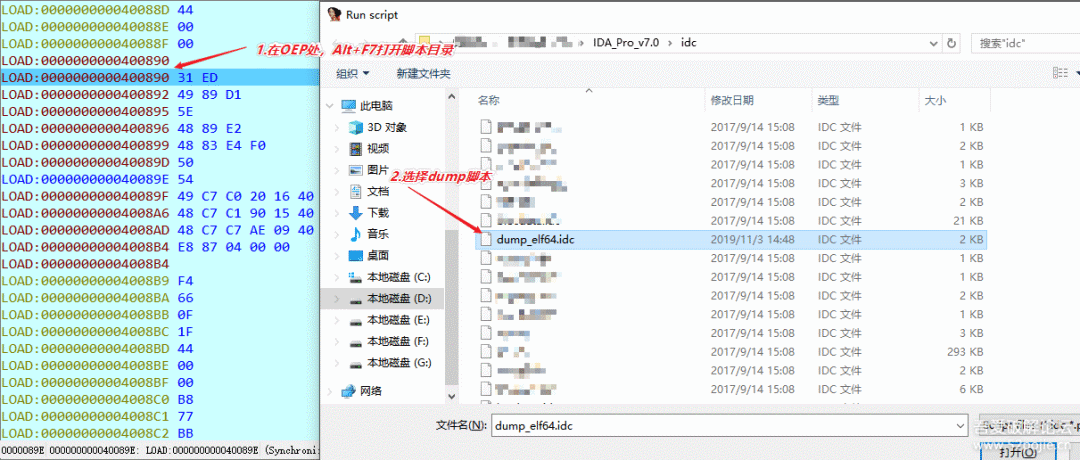 LOAD:000000000040088D 44
LOAD:000000000040088E 00
LOAD:000000000040088F 00
LOAD:0000000000400890
LOAD:0000000000400890 31 ED
LOAD:0000000000400892 49 89 D1
LOAD:0000000000400895 5E
LOAD:0000000000400896 48 89 E2
LOAD:0000000000400899 48 83 E4 F0
LOAD:000000000040089D 50
LOAD:000000000040089E 54
LOAD:000000000040089F 49 C7 C0 20 16 40
LOAD:00000000004008A6 48 C7 C1 90 15 40
LOAD:00000000004008AD 48 C7 C7 AE 09 40
LOAD:00000000004008B4 E8 87 04 00 00
LOAD:00000000004008B4
LOAD:00000000004008B9 F4
LOAD:00000000004008BA 66
LOAD:00000000004008BB 0F
LOAD:00000000004008BC 1F
LOAD:00000000004008BD 44
LOAD:00000000004008BE 00
LOAD:00000000004008BF 00
LOAD:00000000004008C0 B8
LOAD:00000000004008C1 77
LOAD:00000000004008C2 BB
0000089E 000000000040089E: LOAD:000000000040089E (Synchroni
1.在OEP处，Alt+F7打开脚本目录
2.选择dump脚本
Run script
IDA_Pro_v7.0 › idc
搜索"idc"
组织
新建文件夹
此电脑
3D 对象
视频
图片
文档
下载
音乐
桌面
本地磁盘 (C:)
本地磁盘 (D:)
本地磁盘 (E:)
本地磁盘 (F:)
本地磁盘 (G:)
网络
名称 修改日期 类型 大小
2017/9/14 15:08 IDC 文件 1 KB
2017/9/14 15:08 IDC 文件 2 KB
2017/9/14 15:08 IDC 文件 1 KB
2017/9/14 15:08 IDC 文件 3 KB
2017/9/14 15:08 IDC 文件 2 KB
2017/9/14 15:08 IDC 文件 21 KB
dump_elf64.idc 2019/11/3 14:48 IDC 文件 2 KB
2017/9/14 15:08 IDC 文件 1 KB
2017/9/14 15:08 IDC 文件 1 KB
2017/9/14 15:08 IDC 文件 2 KB
2017/9/14 15:08 IDC 文件 1 KB
2017/9/14 15:08 IDC 文件 3 KB
2017/9/14 15:08 IDC 文件 293 KB
2017/9/14 15:08 IDC 文件 2 KB
2017/9/14 15:08 IDC 文件 6 KB
文件名(N): dump_elf64.idc
打开(O)